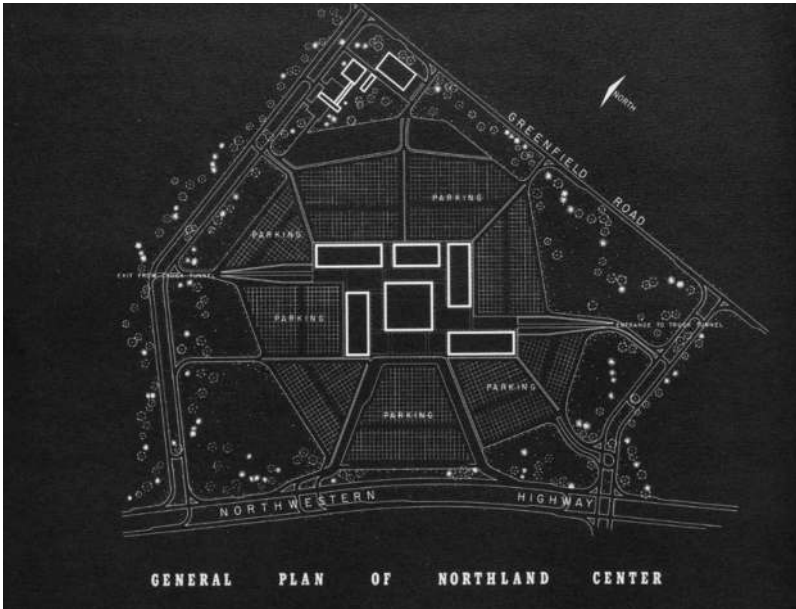 NORTH
GREENFIELD ROAD
PARKING
PARKING
EXIT FROM TRUCK TUNNEL
PARKING
ENTRANCE TO TRUCK TUNNEL
PARKING
PARKING
NORTHWESTERN HIGHWAY
GENERAL PLAN OF NORTHLAND CENTER